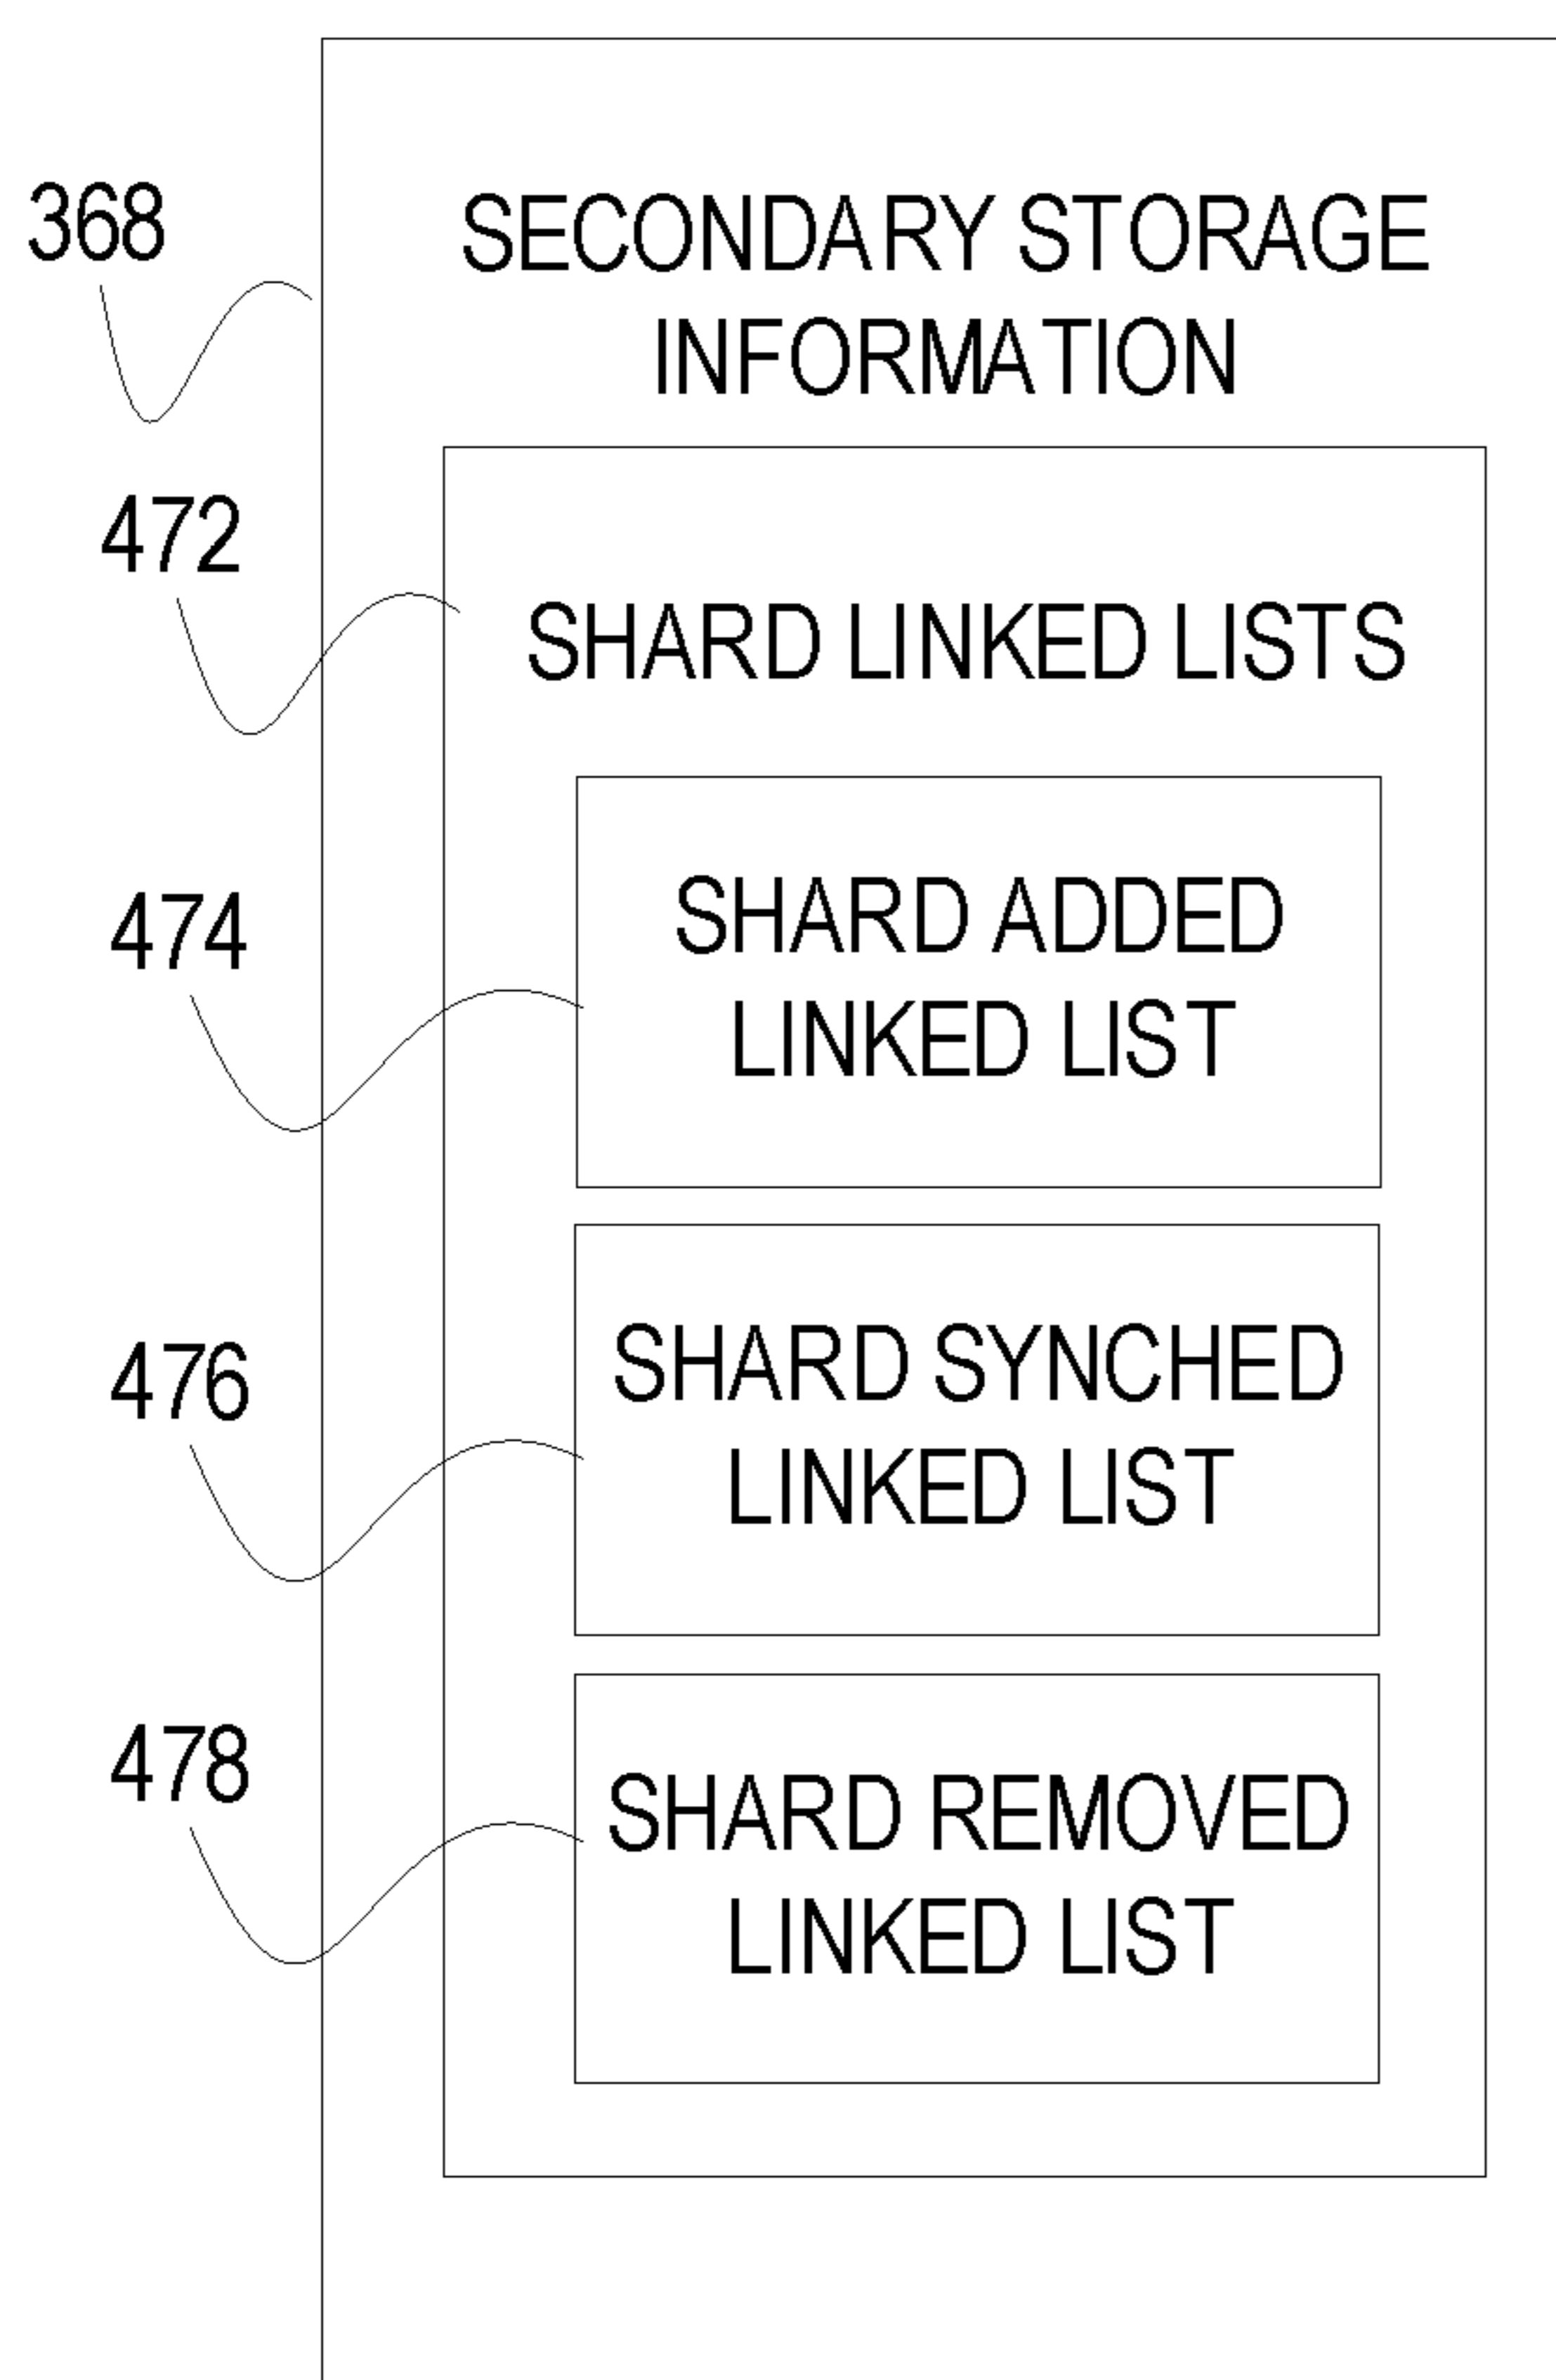 368
SECONDARY STORAGE
INFORMATION
472
SHARD LINKED LISTS
474
SHARD ADDED
LINKED LIST
476
SHARD SYNCHED
LINKED LIST
478
SHARD REMOVED
LINKED LIST